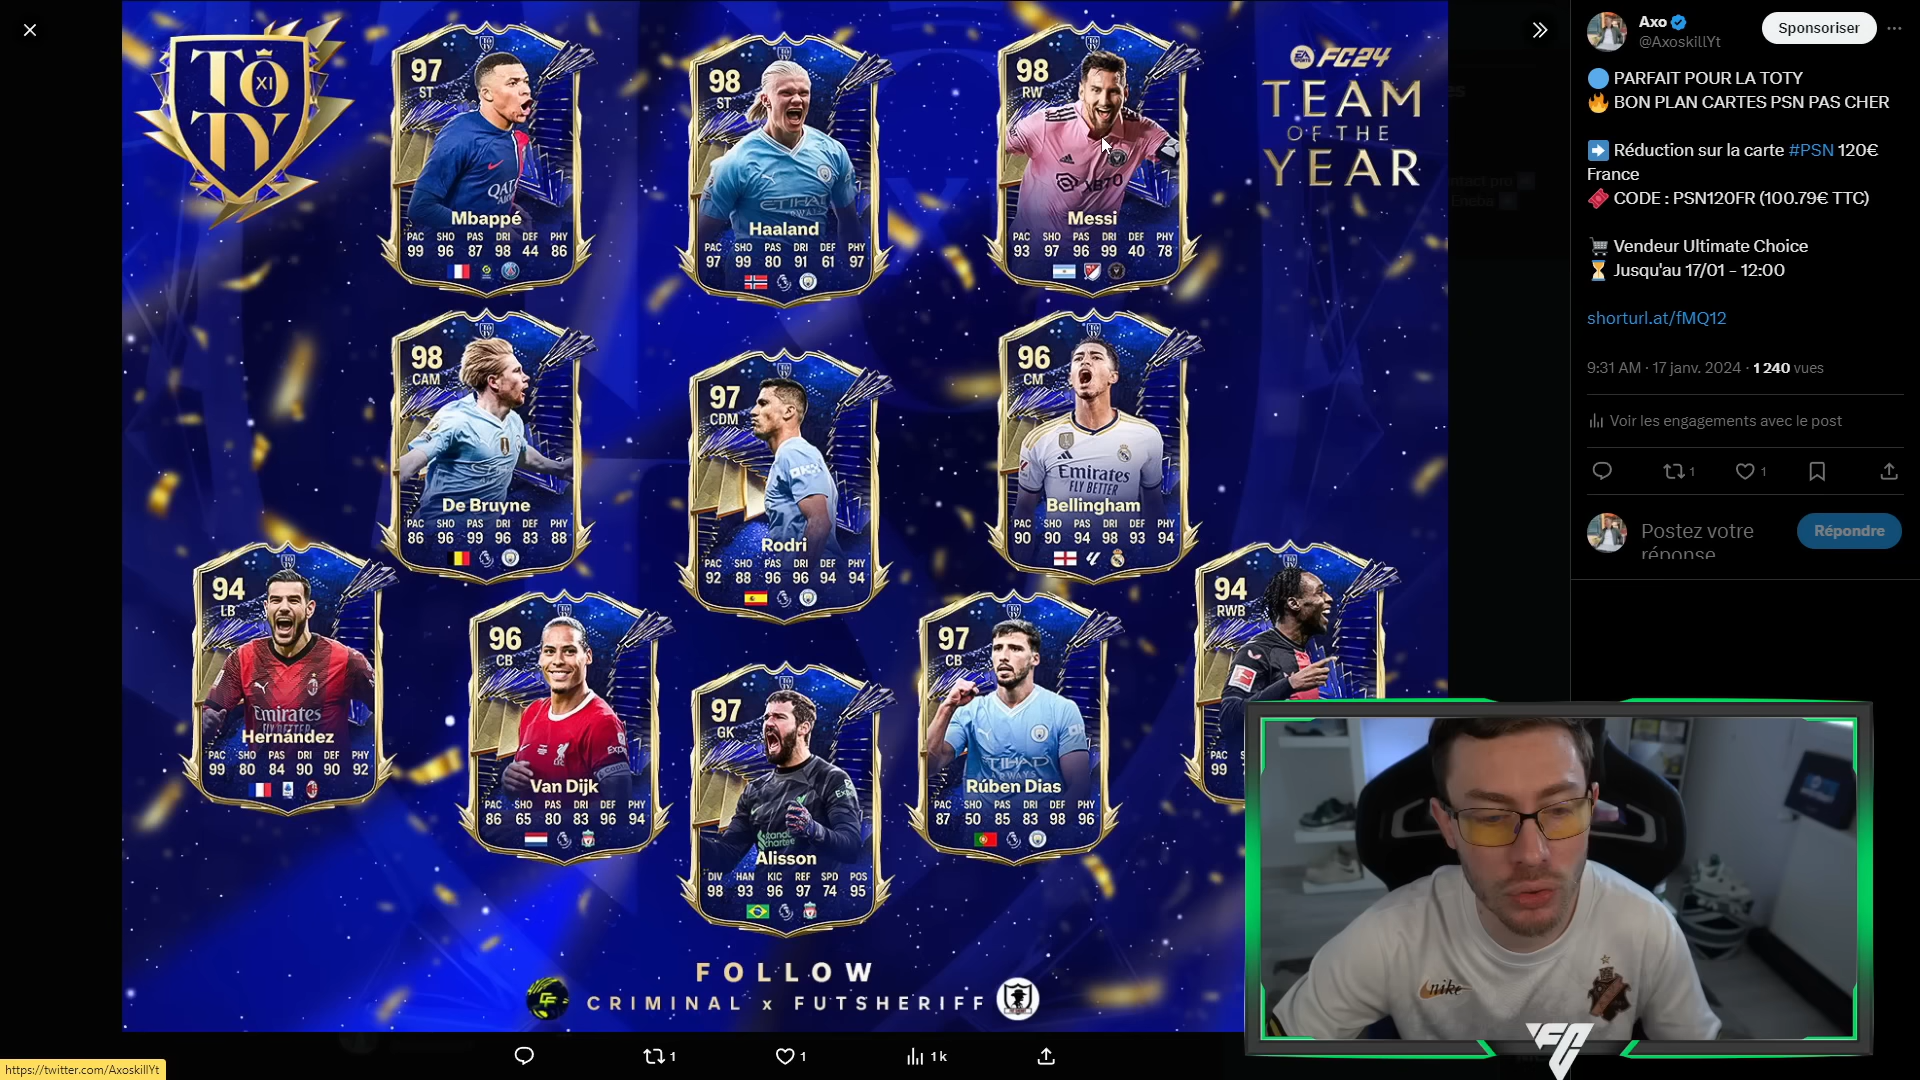 TOTY
XI
97
ST
Mbappé
PAC SHO PAS DRI DEF PHY
99 96 87 98 44 86
98
ST
ETIHAD
Haaland
PAC SHO PAS DRI DEF PHY
97 99 80 91 61 97
98
RW
Messi
PAC SHO PAS DRI DEF PHY
93 97 96 99 40 78
EA SPORTS FC24
TEAM
OF THE
YEAR
98
CAM
De Bruyne
PAC SHO PAS DRI DEF PHY
86 96 99 96 83 88
97
CDM
Rodri
PAC SHO PAS DRI DEF PHY
92 88 96 96 94 94
96
CM
Emirates
FLY BETTER
Bellingham
PAC SHO PAS DRI DEF PHY
90 90 94 98 93 94
94
LB
Emirates
FLY BETTER
Hernández
PAC SHO PAS DRI DEF PHY
99 80 84 90 90 92
96
CB
Van Dijk
PAC SHO PAS DRI DEF PHY
86 65 80 83 96 94
97
GK
Alisson
DIV HAN KIC REF SPD POS
98 93 96 97 74 95
97
CB
Rúben Dias
PAC SHO PAS DRI DEF PHY
87 50 85 83 98 96
94
RWB
PAC
99
FOLLOW
CRIMINAL x FUTSHERIFF
1
1
1k
https://twitter.com/AxoskillYt
Axo
@AxoskillYt
Sponsoriser
PARFAIT POUR LA TOTY
BON PLAN CARTES PSN PAS CHER
Réduction sur la carte #PSN 120€
France
CODE : PSN120FR (100.79€ TTC)
Vendeur Ultimate Choice
Jusqu'au 17/01 - 12:00
shorturl.at/fMQ12
9:31 AM · 17 janv. 2024 · 1 240 vues
Voir les engagements avec le post
1
1
Postez votre
réponse
Répondre
nike